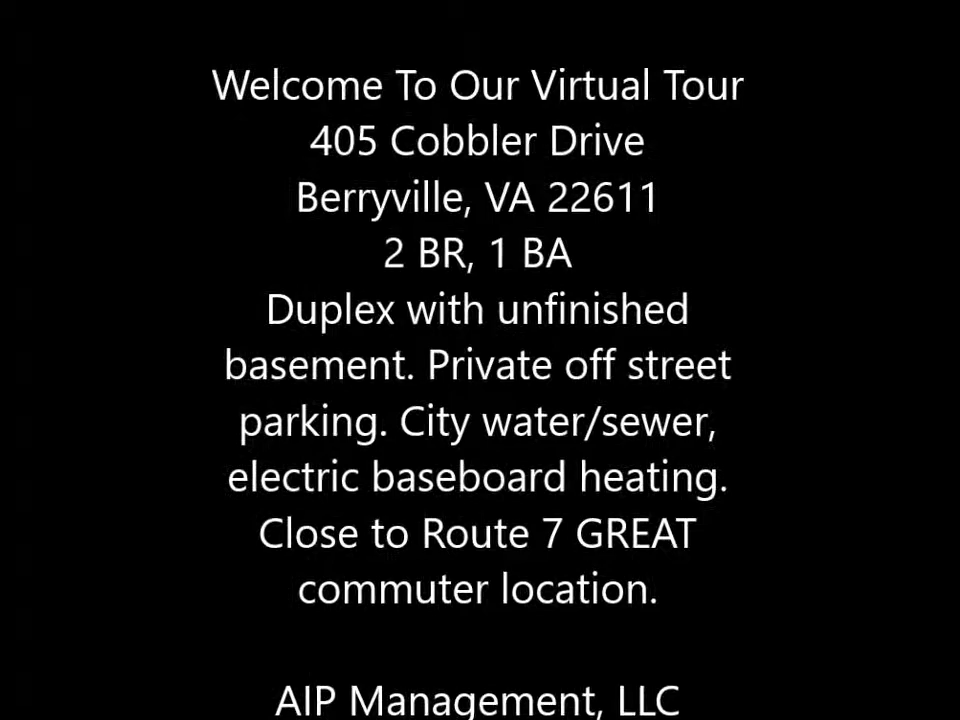 Welcome To Our Virtual Tour
405 Cobbler Drive
Berryville, VA 22611
2 BR, 1 BA
Duplex with unfinished
basement. Private off street
parking. City water/sewer,
electric baseboard heating.
Close to Route 7 GREAT
commuter location.
AIP Management, LLC